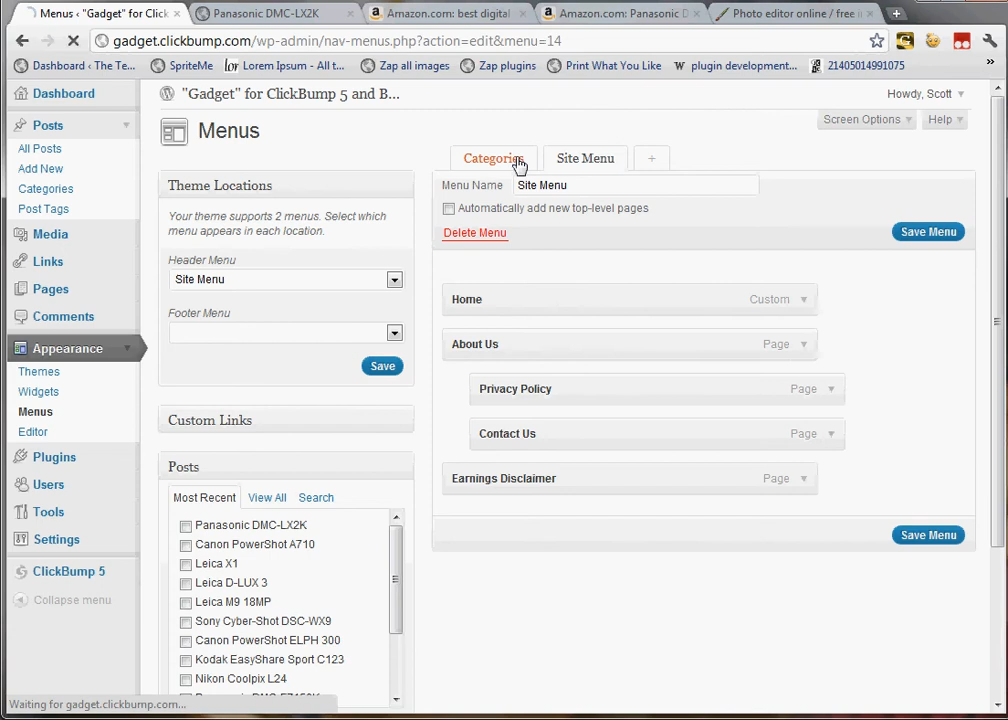 Menus ‹ "Gadget" for Click
Panasonic DMC-LX2K
Amazon.com: best digital
Amazon.com: Panasonic D
Photo editor online / free i
gadget.clickbump.com/wp-admin/nav-menus.php?action=edit&menu=14
Dashboard ‹ The Te...
SpriteMe
Lorem Ipsum - All t...
Zap all images
Zap plugins
Print What You Like
plugin development...
21405014991075
"Gadget" for ClickBump 5 and B...
Howdy, Scott
Screen Options
Help
Dashboard
Posts
All Posts
Add New
Categories
Post Tags
Media
Links
Pages
Comments
Appearance
Themes
Widgets
Menus
Editor
Plugins
Users
Tools
Settings
ClickBump 5
Collapse menu
Menus
Theme Locations
Your theme supports 2 menus. Select which
menu appears in each location.
Header Menu
Site Menu
Footer Menu
Save
Custom Links
Posts
Most Recent
View All
Search
Panasonic DMC-LX2K
Canon PowerShot A710
Leica X1
Leica D-LUX 3
Leica M9 18MP
Sony Cyber-Shot DSC-WX9
Canon PowerShot ELPH 300
Kodak EasyShare Sport C123
Nikon Coolpix L24
Categories
Site Menu
+
Menu Name
Site Menu
Automatically add new top-level pages
Delete Menu
Save Menu
Home
Custom
About Us
Page
Privacy Policy
Page
Contact Us
Page
Earnings Disclaimer
Page
Save Menu
Waiting for gadget.clickbump.com...